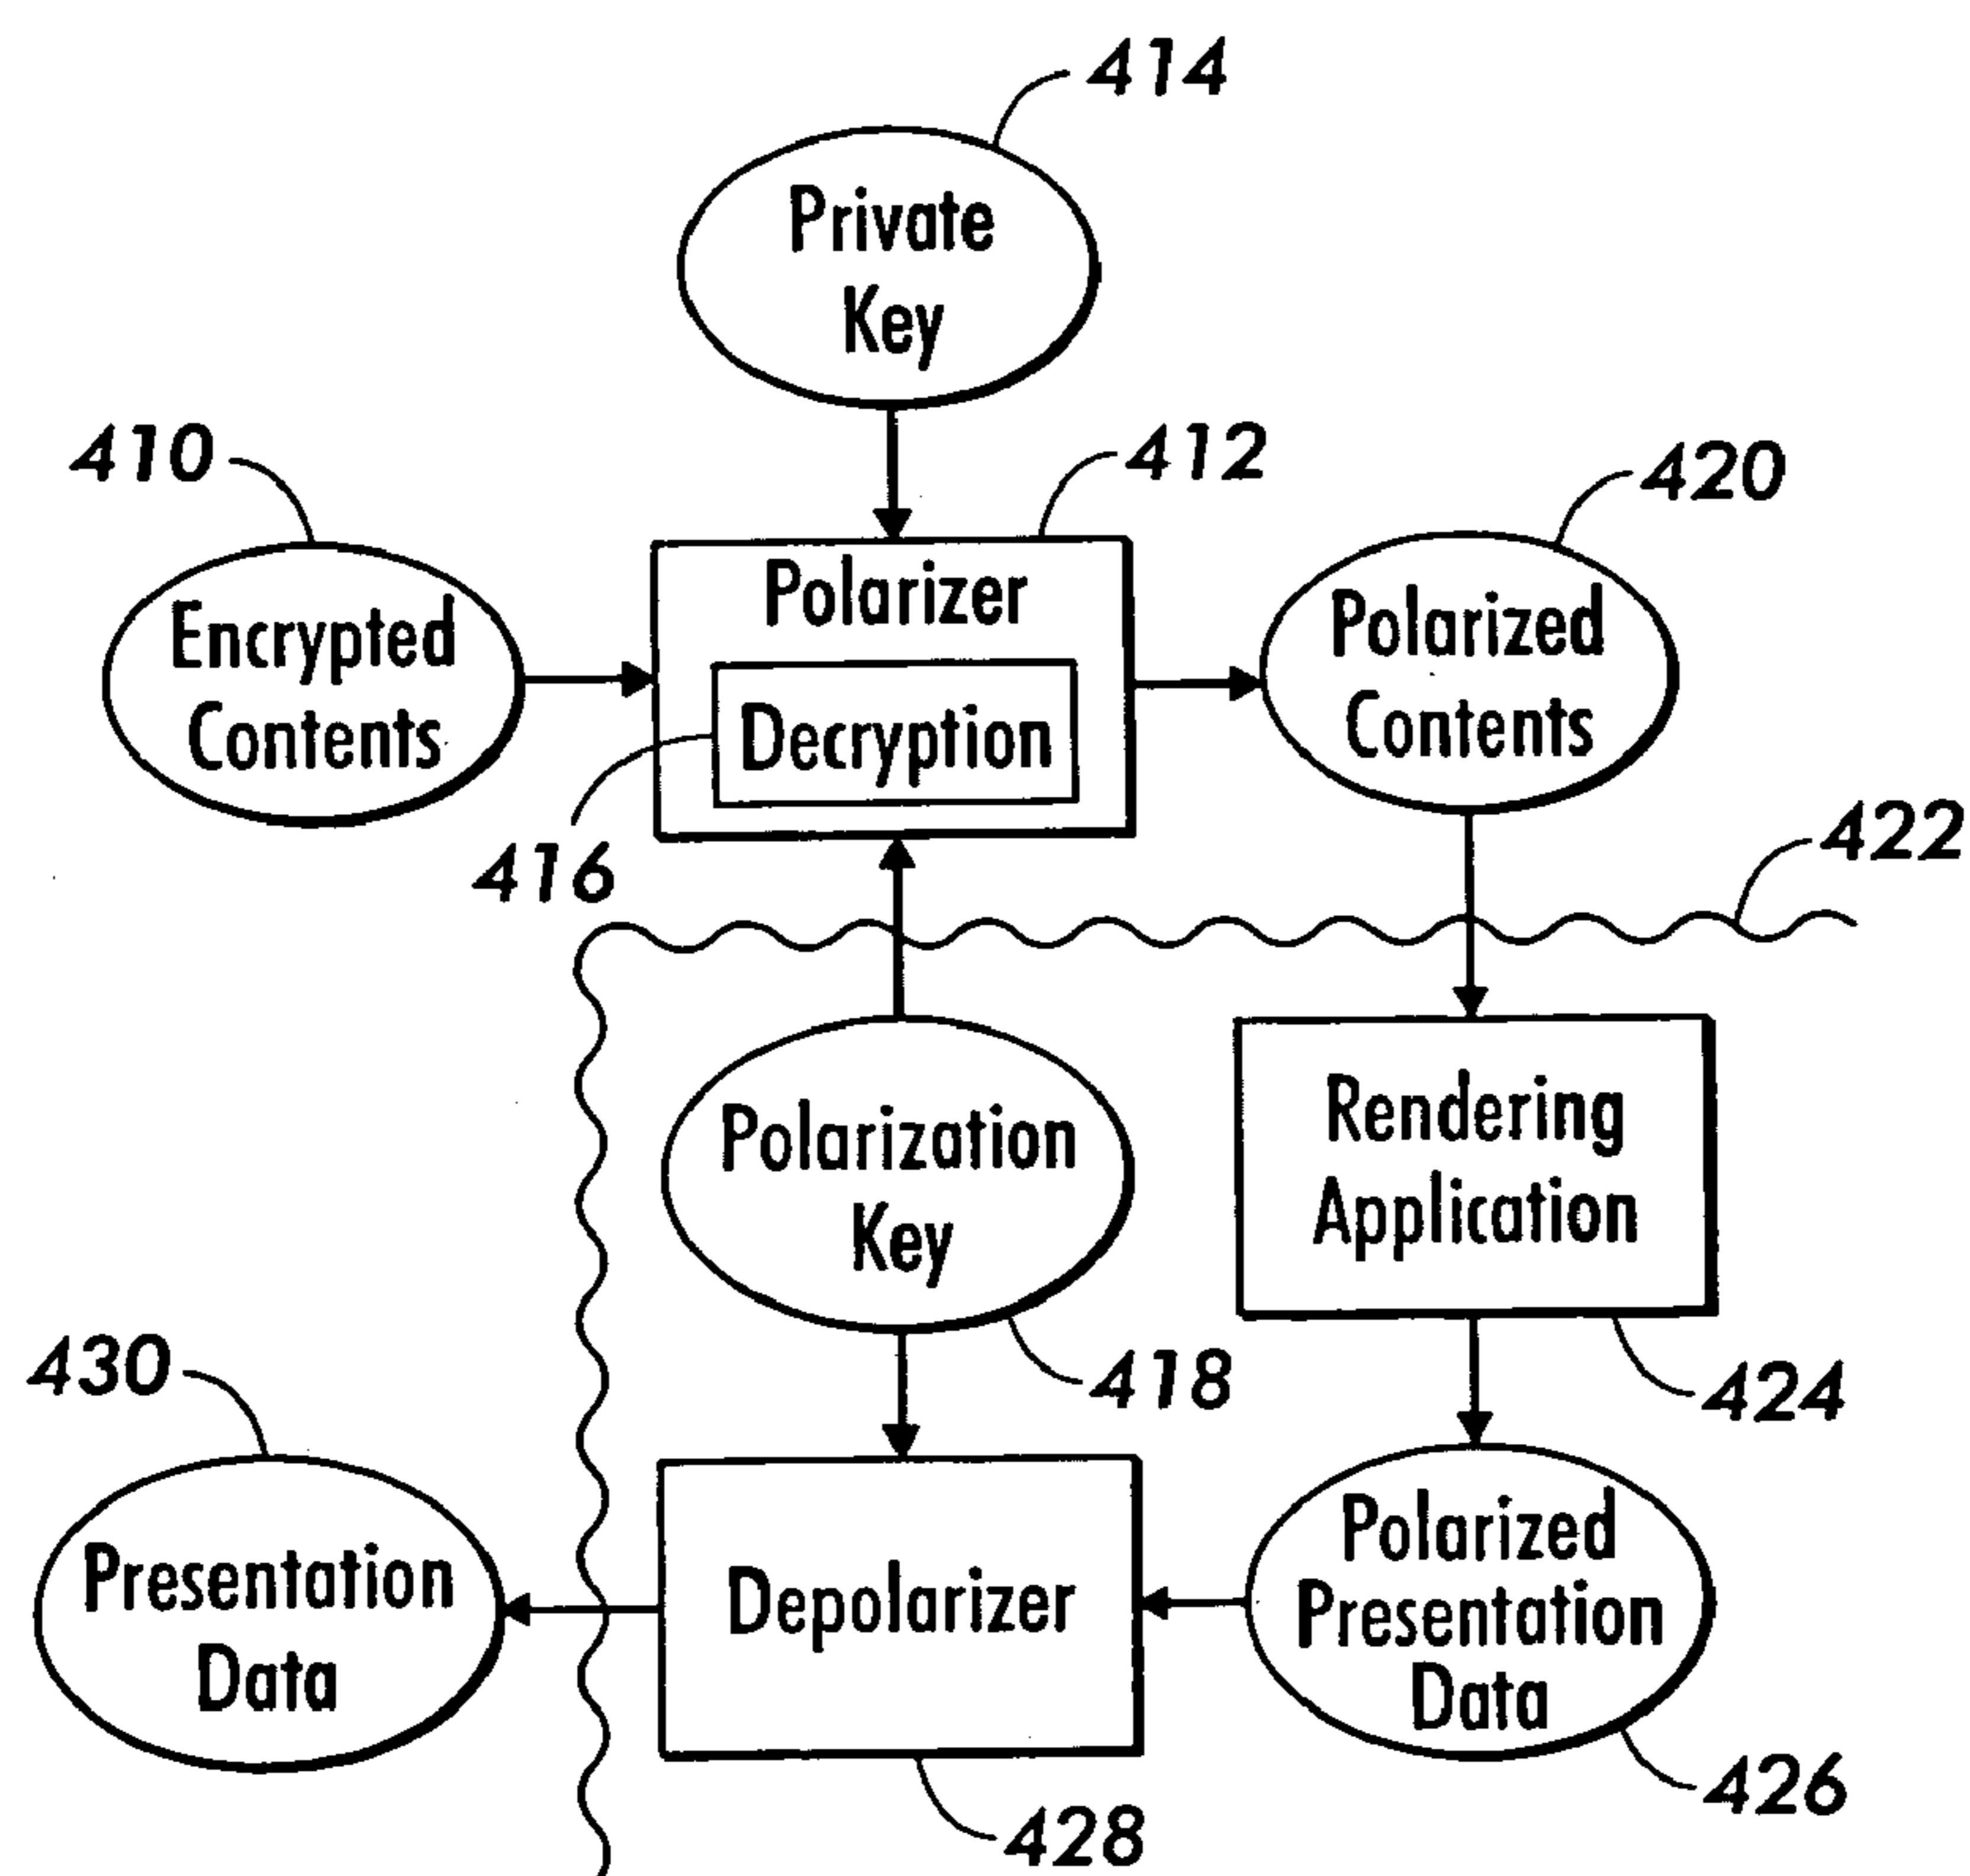 414
Private
Key
410
412
420
Encrypted
Contents
Polarizer
Decryption
Polarized
Contents
416
422
Polarization
Key
Rendering
Application
418
424
430
Presentation
Data
Depolarizer
Polarized
Presentation
Data
428
426